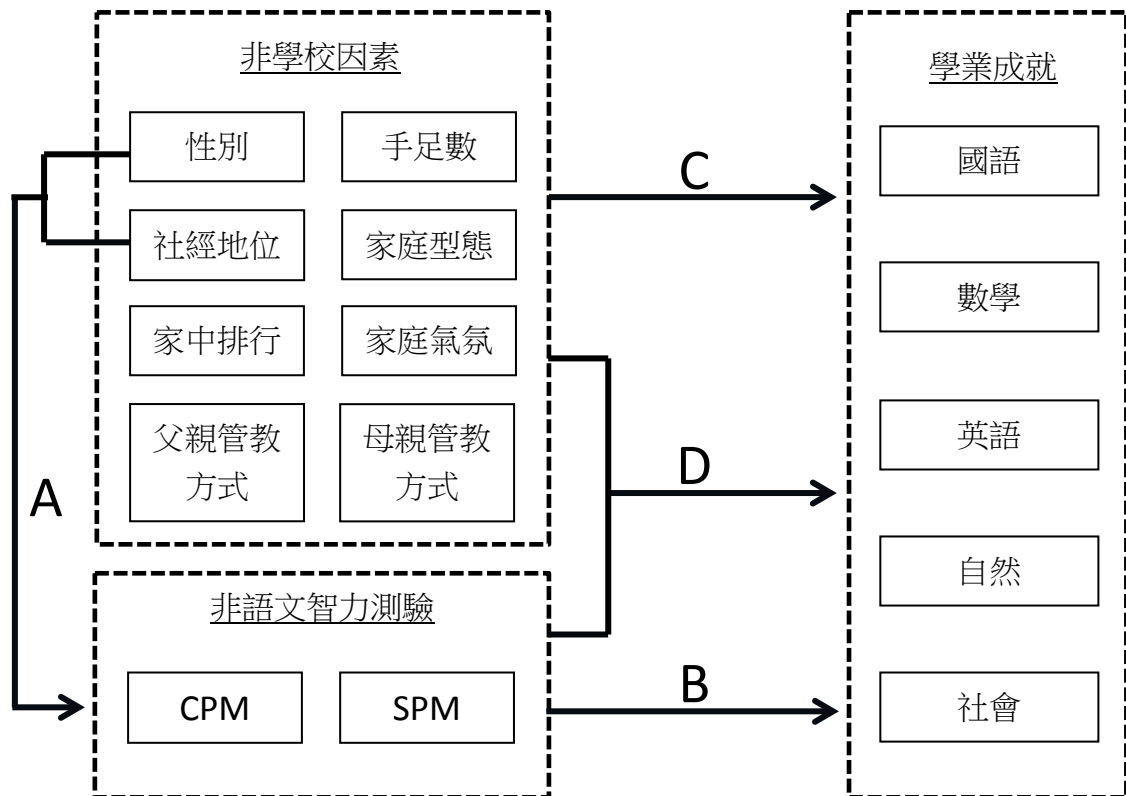 非學校因素
性別
手足數
社經地位
家庭型態
家中排行
家庭氣氛
父親管教
方式
母親管教
方式
A
非語文智力測驗
CPM
SPM
C
D
B
學業成就
國語
數學
英語
自然
社會